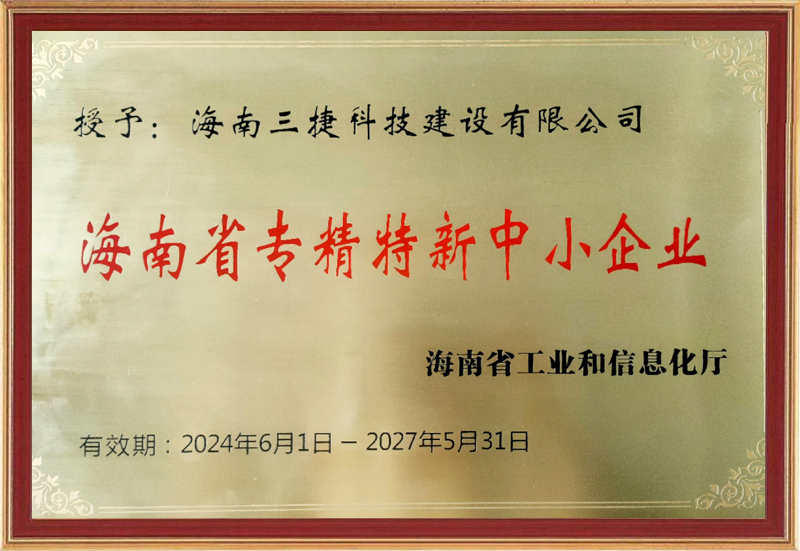 授予：海南三捷科技建设有限公司
海南省专精特新中小企业
海南省工业和信息化厅
有效期：2024年6月1日－2027年5月31日